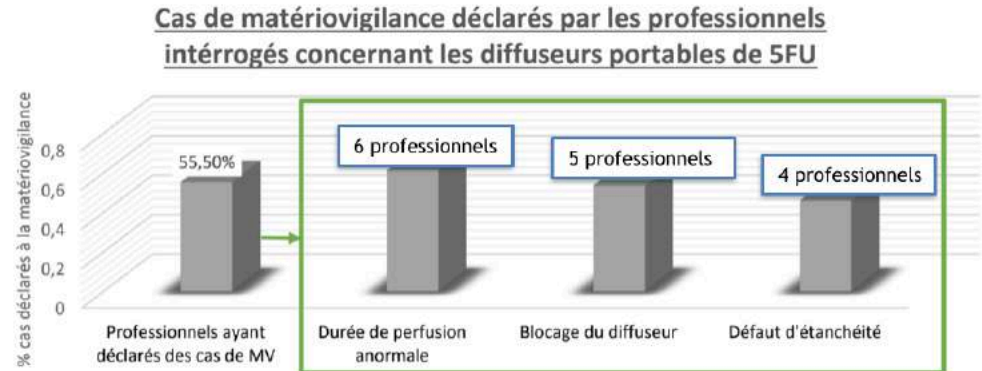 Cas de matériovigilance déclarés par les professionnels
intérrogés concernant les diffuseurs portables de 5FU
% cas déclarés à la matériovigilance
0,8
0,6
0,4
0,2
0
55,50%
6 professionnels
5 professionnels
4 professionnels
Professionnels ayant
déclarés des cas de MV
Durée de perfusion
anormale
Blocage du diffuseur
Défaut d'étanchéité